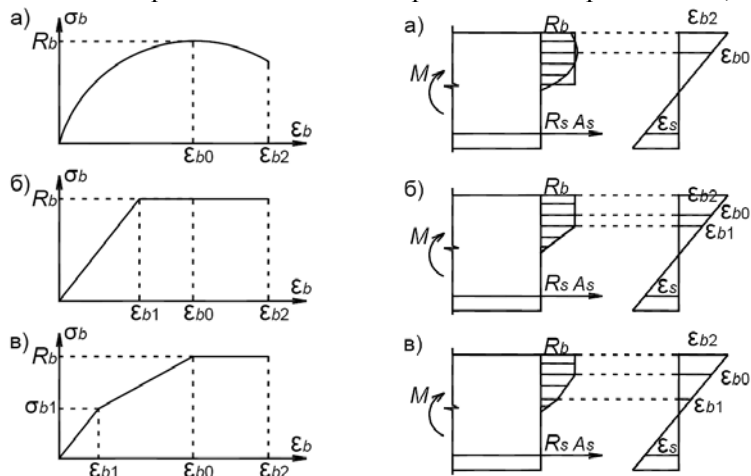 а) σb
Rb
εb
εb0 εb2
б) σb
Rb
εb
εb1 εb0 εb2
в) σb
Rb
σb1
εb
εb1 εb0 εb2
а) Rb εb2
εb0
M
Rs As εs
б) Rb εb2
εb0
εb1
M
Rs As εs
в) Rb εb2
εb0
εb1
M
Rs As εs